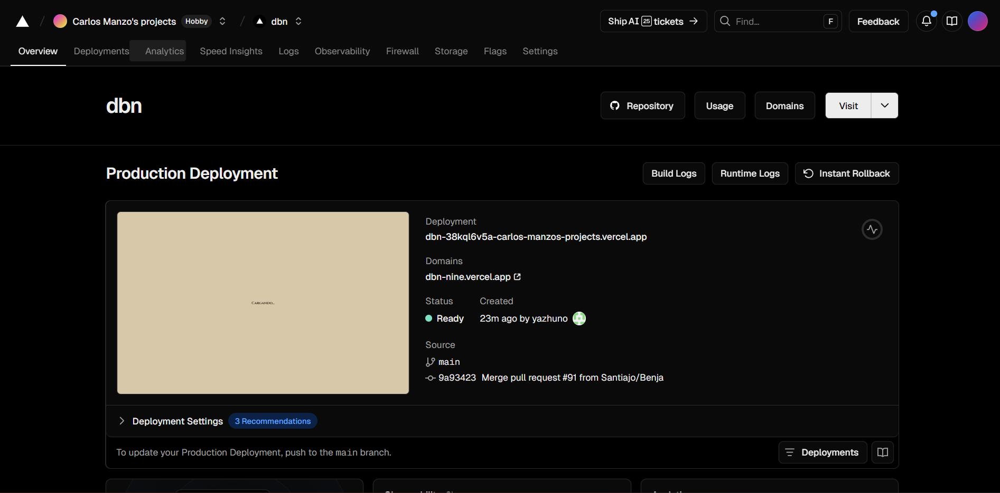 Carlos Manzo's projects Hobby dbn Ship AI 25 tickets → Find... F Feedback
Overview Deployments Analytics Speed Insights Logs Observability Firewall Storage Flags Settings
dbn Repository Usage Domains Visit
Production Deployment Build Logs Runtime Logs Instant Rollback
Cargando...
Deployment
dbn-38kql6v5a-carlos-manzos-projects.vercel.app
Domains
dbn-nine.vercel.app
Status Created
Ready 23m ago by yazhuno
Source
main
9a93423 Merge pull request #91 from Santiajo/Benja
Deployment Settings 3 Recommendations
To update your Production Deployment, push to the main branch. Deployments